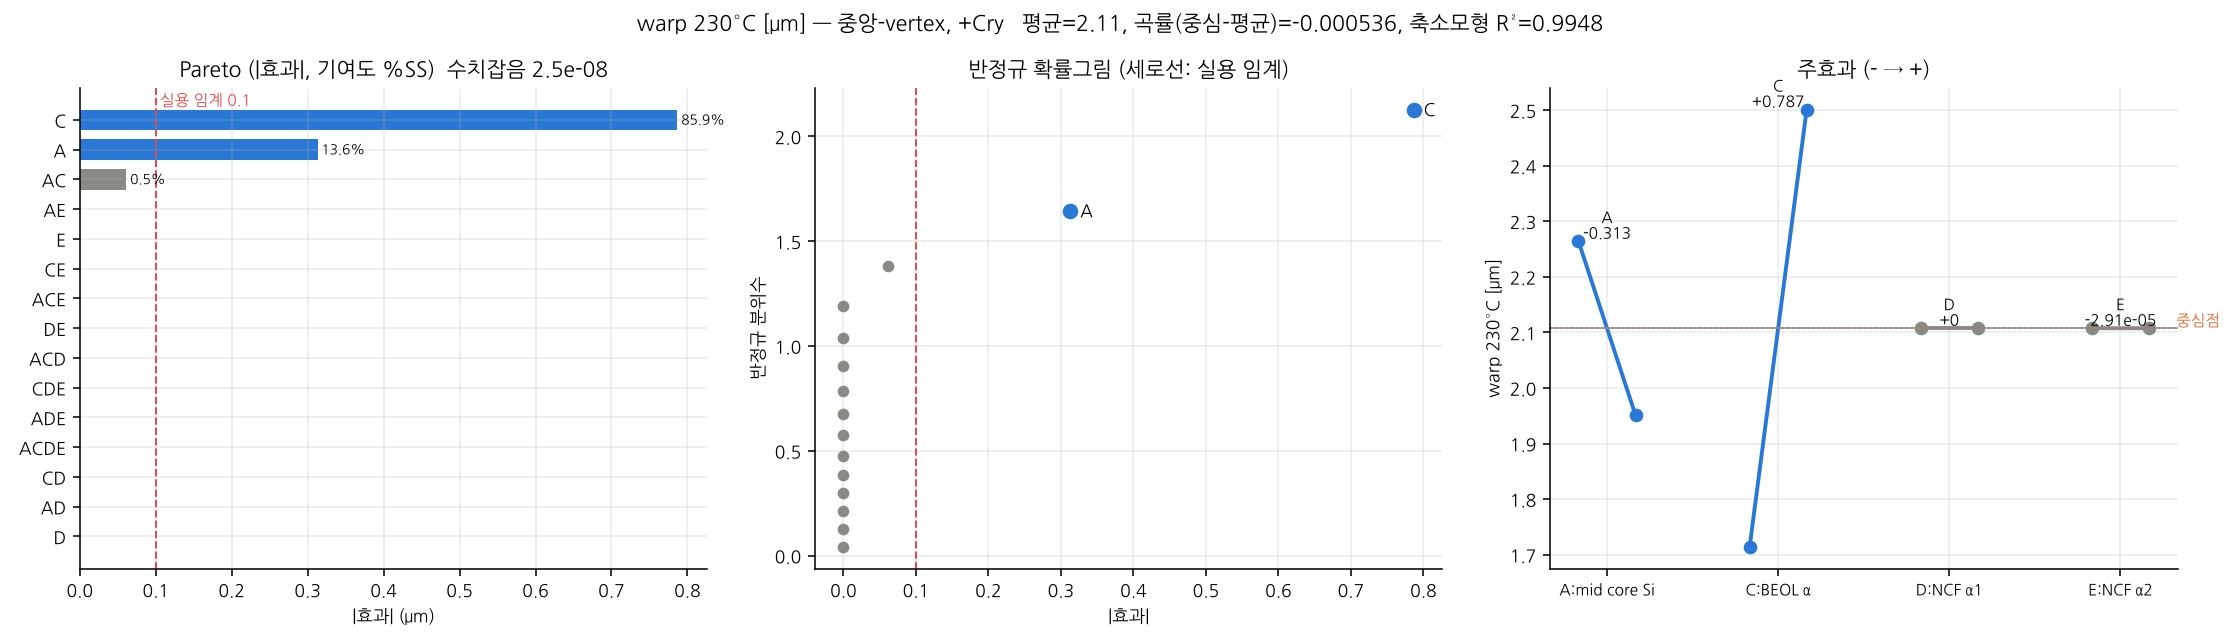 warp 230°C [µm] — 중앙-vertex, +Cry 평균=2.11, 곡률(중심-평균)=-0.000536, 축소모형 R²=0.9948
Pareto (|효과|, 기여도 %SS) 수치잡음 2.5e-08
실용 임계 0.1
C
85.9%
A
13.6%
AC
0.5%
AE
E
CE
ACE
DE
ACD
CDE
ADE
ACDE
CD
AD
D
0.0 0.1 0.2 0.3 0.4 0.5 0.6 0.7 0.8
|효과| (µm)
반정규 확률그림 (세로선: 실용 임계)
반정규 분위수
2.0
1.5
1.0
0.5
0.0
C
A
0.0 0.1 0.2 0.3 0.4 0.5 0.6 0.7 0.8
|효과|
주효과 (- → +)
warp 230°C [µm]
2.5
2.4
2.3
2.2
2.1
2.0
1.9
1.8
1.7
C
+0.787
A
-0.313
D
+0
E
-2.91e-05
중심점
A:mid core Si C:BEOL α D:NCF α1 E:NCF α2